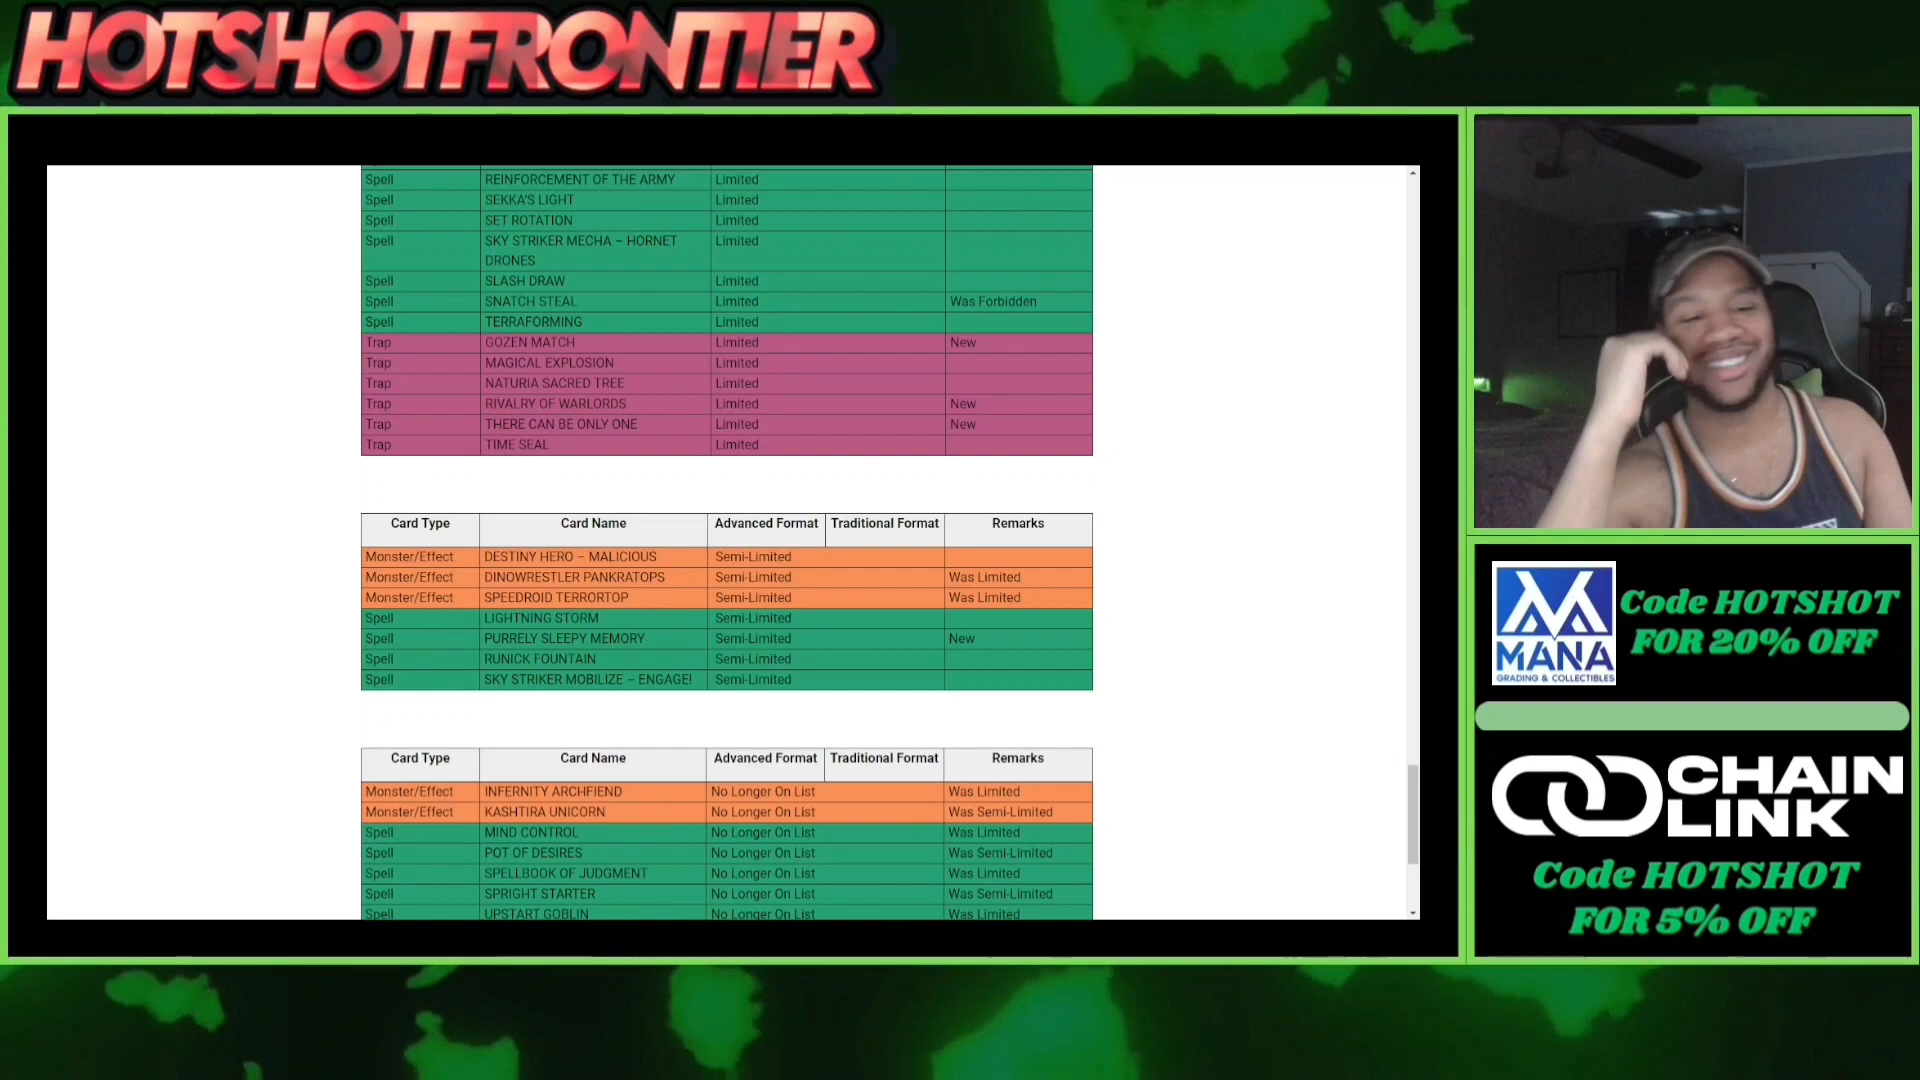 HOTSHOTFRONTIER
Spell REINFORCEMENT OF THE ARMY Limited
Spell SEKKA'S LIGHT Limited
Spell SET ROTATION Limited
Spell SKY STRIKER MECHA – HORNET Limited
DRONES
Spell SLASH DRAW Limited
Spell SNATCH STEAL Limited Was Forbidden
Spell TERRAFORMING Limited
Trap GOZEN MATCH Limited New
Trap MAGICAL EXPLOSION Limited
Trap NATURIA SACRED TREE Limited
Trap RIVALRY OF WARLORDS Limited New
Trap THERE CAN BE ONLY ONE Limited New
Trap TIME SEAL Limited
Card Type Card Name Advanced Format Traditional Format Remarks
Monster/Effect DESTINY HERO – MALICIOUS Semi-Limited
Monster/Effect DINOWRESTLER PANKRATOPS Semi-Limited Was Limited
Monster/Effect SPEEDROID TERRORTOP Semi-Limited Was Limited
Spell LIGHTNING STORM Semi-Limited
Spell PURRELY SLEEPY MEMORY Semi-Limited New
Spell RUNICK FOUNTAIN Semi-Limited
Spell SKY STRIKER MOBILIZE – ENGAGE! Semi-Limited
Card Type Card Name Advanced Format Traditional Format Remarks
Monster/Effect INFERNITY ARCHFIEND No Longer On List Was Limited
Monster/Effect KASHTIRA UNICORN No Longer On List Was Semi-Limited
Spell MIND CONTROL No Longer On List Was Limited
Spell POT OF DESIRES No Longer On List Was Semi-Limited
Spell SPELLBOOK OF JUDGMENT No Longer On List Was Limited
Spell SPRIGHT STARTER No Longer On List Was Semi-Limited
Spell UPSTART GOBLIN No Longer On List Was Limited
MANA
GRADING & COLLECTIBLES
Code HOTSHOT
FOR 20% OFF
CHAIN
LINK
Code HOTSHOT
FOR 5% OFF